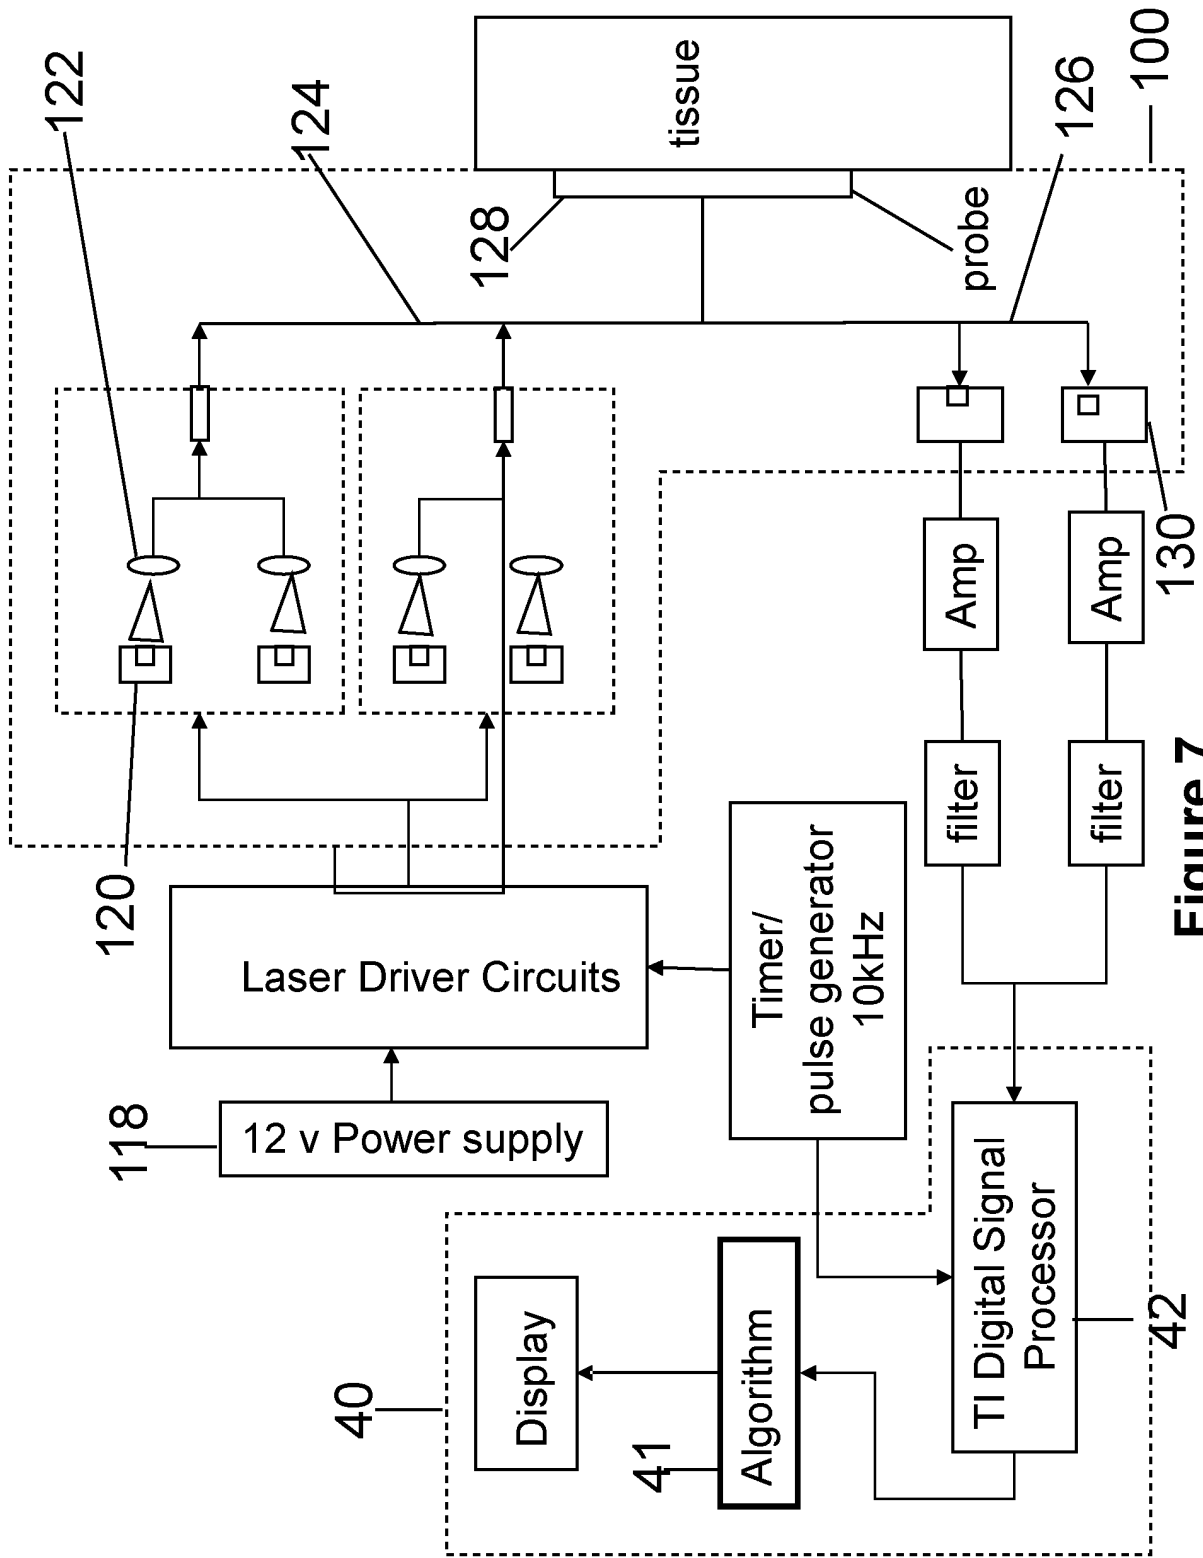 122
124
tissue
128
probe
126
100
120
Laser Driver Circuits
118
12 v Power supply
Timer/
pulse generator
10kHz
Amp
Amp
130
filter
filter
40
Display
41
Algorithm
TI Digital Signal
Processor
42
Figure 7